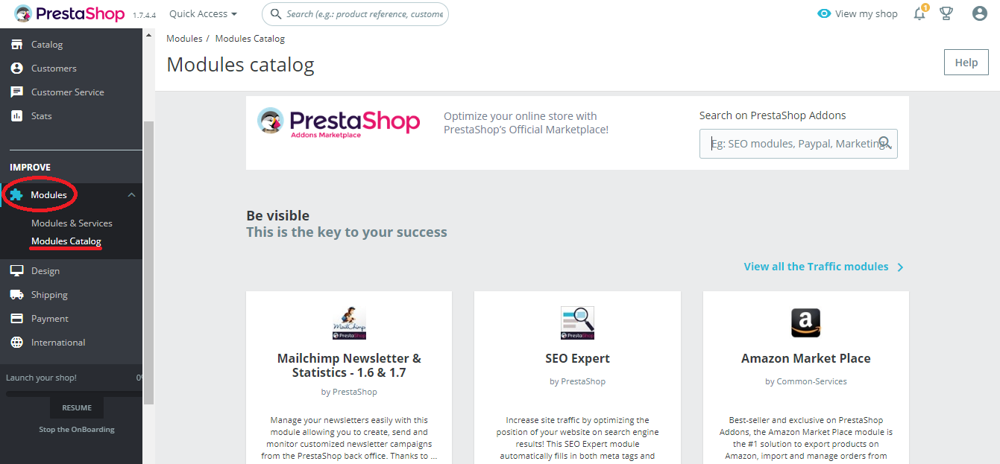 PrestaShop 1.7.4.4 Quick Access Search (e.g.: product reference, custome View my shop 1
Catalog
Customers
Customer Service
Stats
IMPROVE
Modules
Modules & Services
Modules Catalog
Design
Shipping
Payment
International
Launch your shop! 0%
RESUME
Stop the OnBoarding
Modules / Modules Catalog
Modules catalog
Help
PrestaShop
Addons Marketplace
Optimize your online store with
PrestaShop's Official Marketplace!
Search on PrestaShop Addons
Eg: SEO modules, Paypal, Marketing.
Be visible
This is the key to your success
View all the Traffic modules
MailChimp
PrestaShop
Mailchimp Newsletter &
Statistics - 1.6 & 1.7
by PrestaShop
Manage your newsletters easily with this
module allowing you to create, send and
monitor customized newsletter campaigns
from the PrestaShop back office. Thanks to ...
PrestaShop
SEO Expert
by PrestaShop
Increase site traffic by optimizing the
position of your website on search engine
results! This SEO Expert module
automatically fills in both meta tags and
a
Amazon Market Place
by Common-Services
Best-seller and exclusive on PrestaShop
Addons, the Amazon Market Place module is
the #1 solution to export products on
Amazon, import and manage orders from